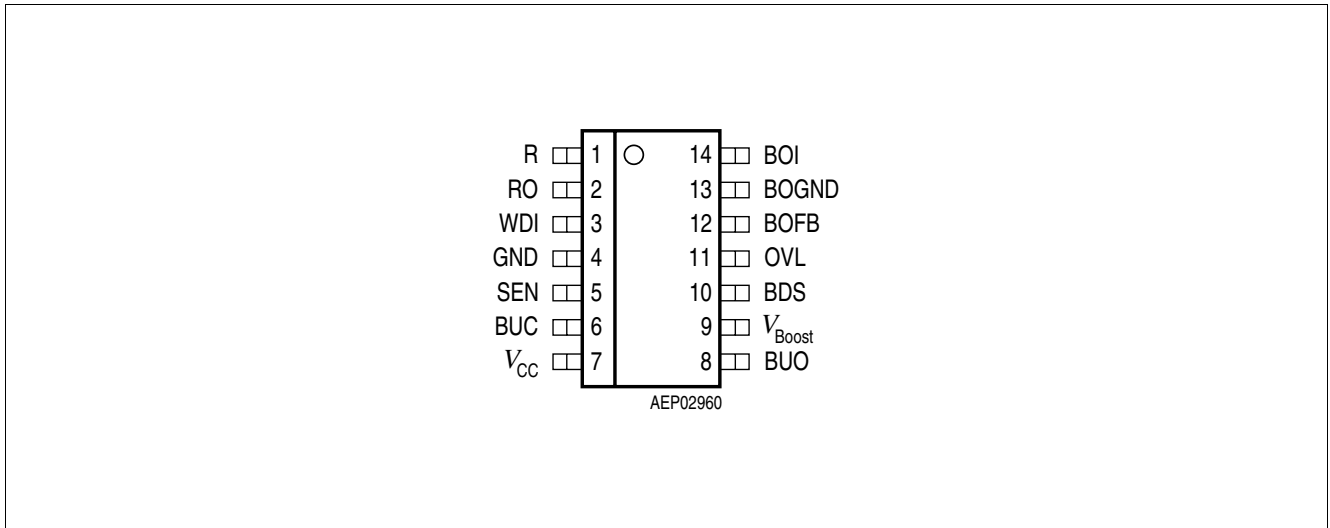 R 1 14 BOI
RO 2 13 BOGND
WDI 3 12 BOFB
GND 4 11 OVL
SEN 5 10 BDS
BUC 6 9 VBoost
VCC 7 8 BUO
AEP02960